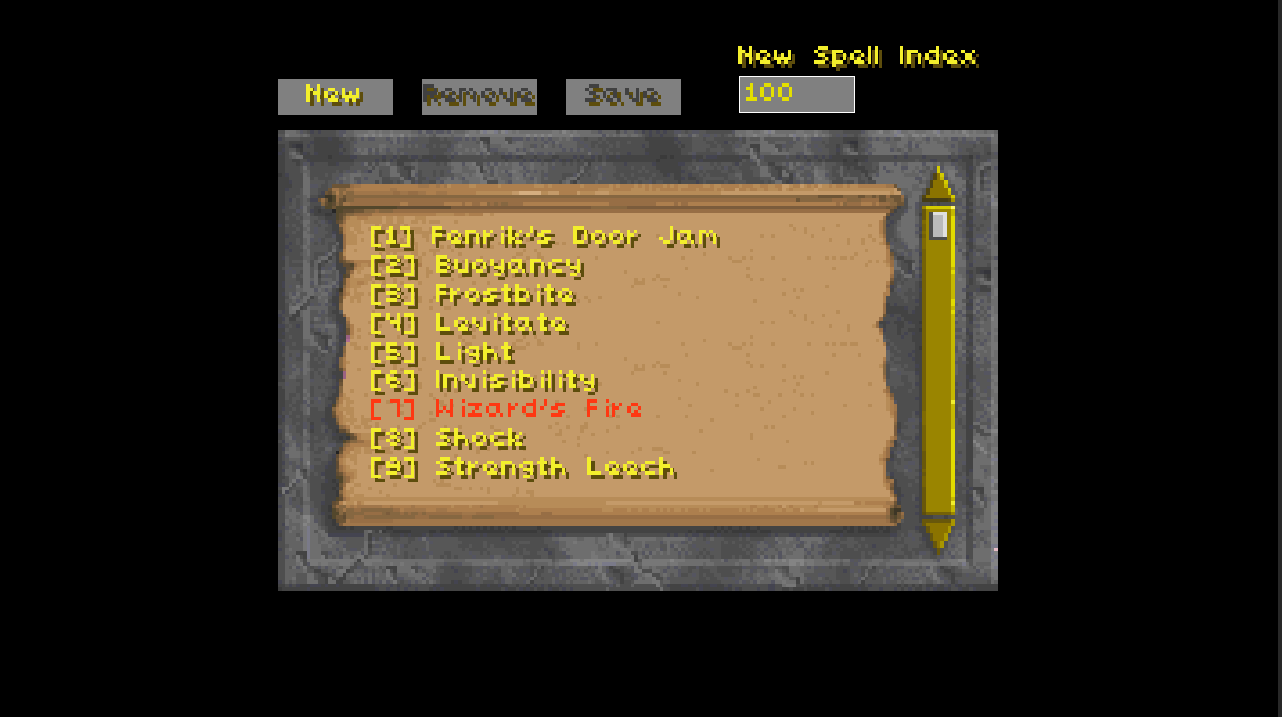 New Spell Index
New Remove Save 100
[1] Fenrik's Door Jam
[2] Buoyancy
[3] Frostbite
[4] Levitate
[5] Light
[6] Invisibility
[7] Wizard's Fire
[8] Shock
[9] Strength Leech